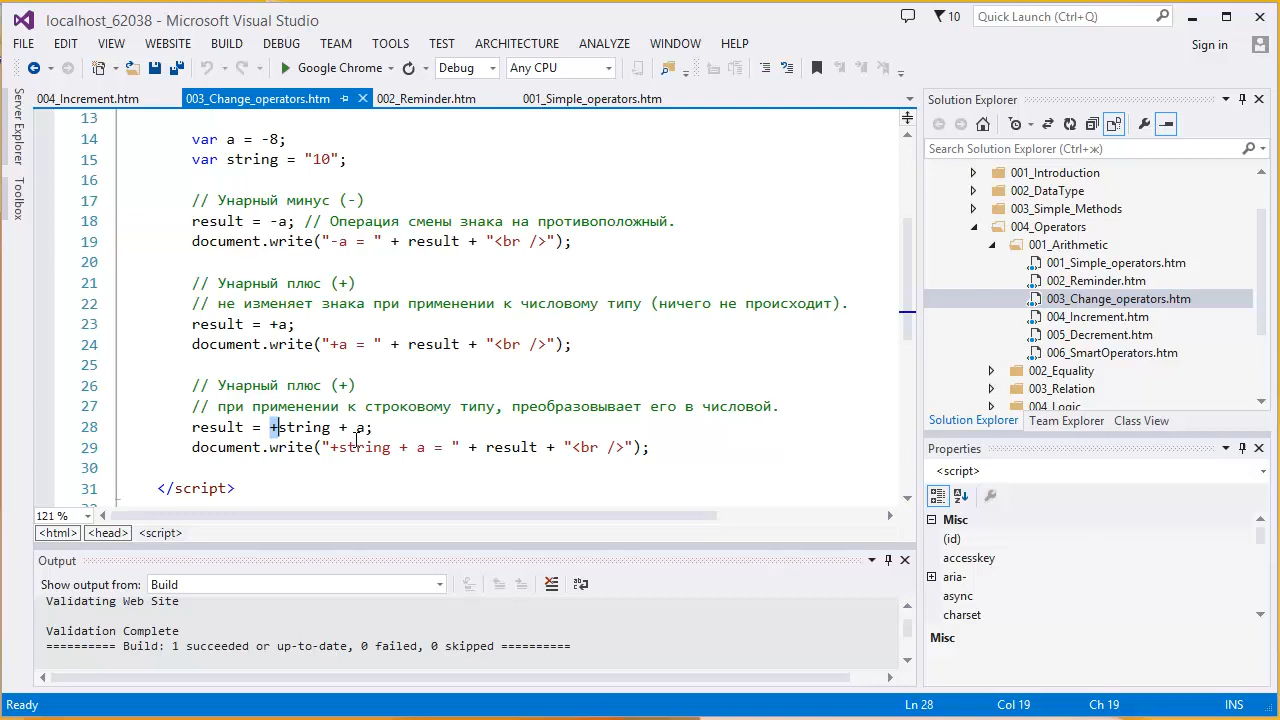 localhost_62038 - Microsoft Visual Studio
10
Quick Launch (Ctrl+Q)
FILE EDIT VIEW WEBSITE BUILD DEBUG TEAM TOOLS TEST ARCHITECTURE ANALYZE WINDOW HELP
Sign in
Google Chrome Debug Any CPU
Server Explorer
Toolbox
004_Increment.htm 003_Change_operators.htm 002_Reminder.htm 001_Simple_operators.htm
13
14 var a = -8;
15 var string = "10";
16
17 // Унарный минус (-)
18 result = -a; // Операция смены знака на противоположный.
19 document.write("-a = " + result + "<br />");
20
21 // Унарный плюс (+)
22 // не изменяет знака при применении к числовому типу (ничего не происходит).
23 result = +a;
24 document.write("+a = " + result + "<br />");
25
26 // Унарный плюс (+)
27 // при применении к строковому типу, преобразовывает его в числовой.
28 result = +string + a;
29 document.write("+string + a = " + result + "<br />");
30
31 </script>
121 %
<html> <head> <script>
Output
Show output from: Build
Validating Web Site
Validation Complete
========== Build: 1 succeeded or up-to-date, 0 failed, 0 skipped ==========
Solution Explorer
Search Solution Explorer (Ctrl+ж)
001_Introduction
002_DataType
003_Simple_Methods
004_Operators
001_Arithmetic
001_Simple_operators.htm
002_Reminder.htm
003_Change_operators.htm
004_Increment.htm
005_Decrement.htm
006_SmartOperators.htm
002_Equality
003_Relation
004_Logic
Solution Explorer Team Explorer Class View
Properties
<script>
Misc
(id)
accesskey
aria-
async
charset
Misc
Ready Ln 28 Col 19 Ch 19 INS